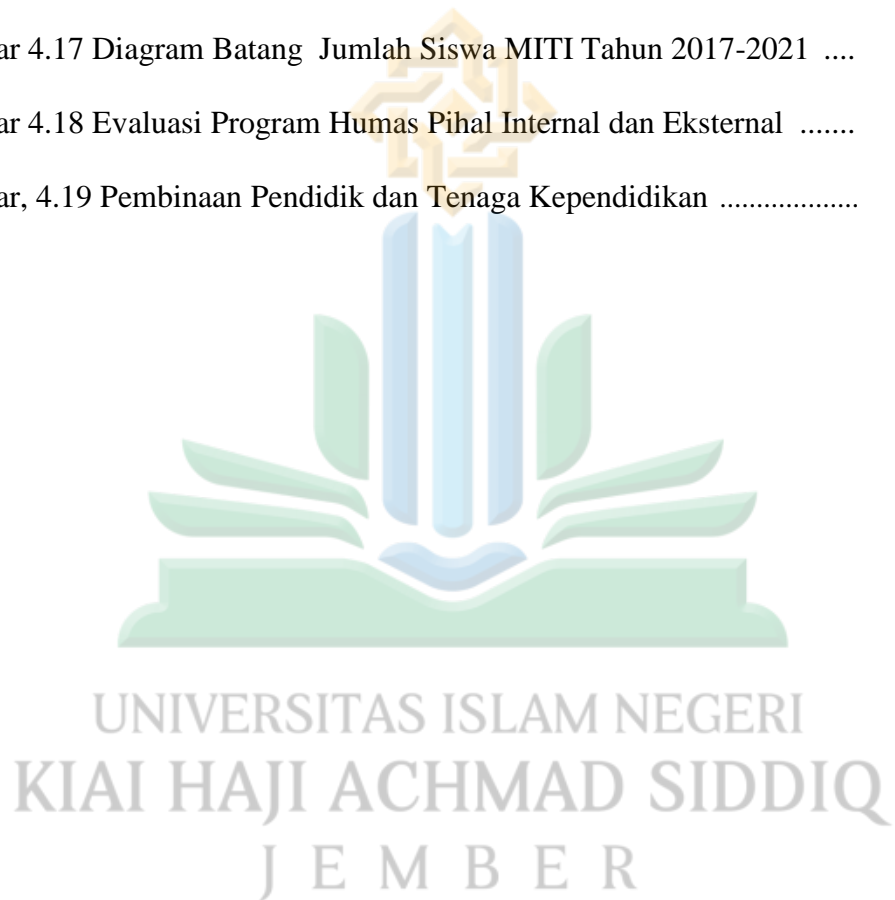 ar 4.17 Diagram Batang  Jumlah Siswa MITI Tahun 2017-2021  ....
ar 4.18 Evaluasi Program Humas Pihal Internal dan Eksternal  .......
ar, 4.19 Pembinaan Pendidik dan Tenaga Kependidikan ..................
UNIVERSITAS ISLAM NEGERI
KIAI HAJI ACHMAD SIDDIQ
J E M B E R